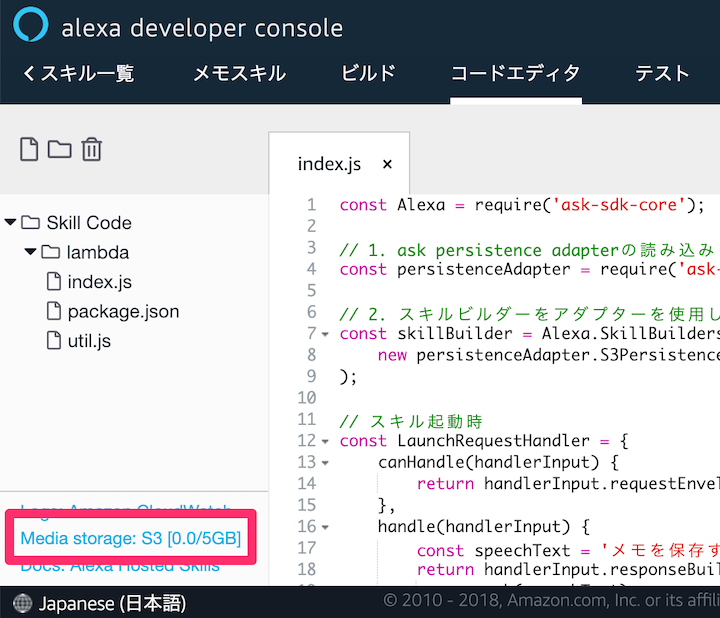 alexa developer console
スキル一覧 メモスキル ビルド コードエディタ テスト
index.js ×
Skill Code
lambda
index.js
package.json
util.js
1 const Alexa = require('ask-sdk-core');
2
3 // 1. ask persistence adapterの読み込み
4 const persistenceAdapter = require('ask-
5
6 // 2. スキルビルダーをアダプターを使用し
7 const skillBuilder = Alexa.SkillBuilders
8 new persistenceAdapter.S3Persistence
9 );
10
11 // スキル起動時
12 const LaunchRequestHandler = {
13 canHandle(handlerInput) {
14 return handlerInput.requestEnvel
15 },
16 handle(handlerInput) {
17 const speechText = 'メモを保存す
18 return handlerInput.responseBuil
Logs: Amazon CloudWatch
Media storage: S3 [0.0/5GB]
Docs: Alexa Hosted Skills
Japanese (日本語)
© 2010 - 2018, Amazon.com, Inc. or its affili